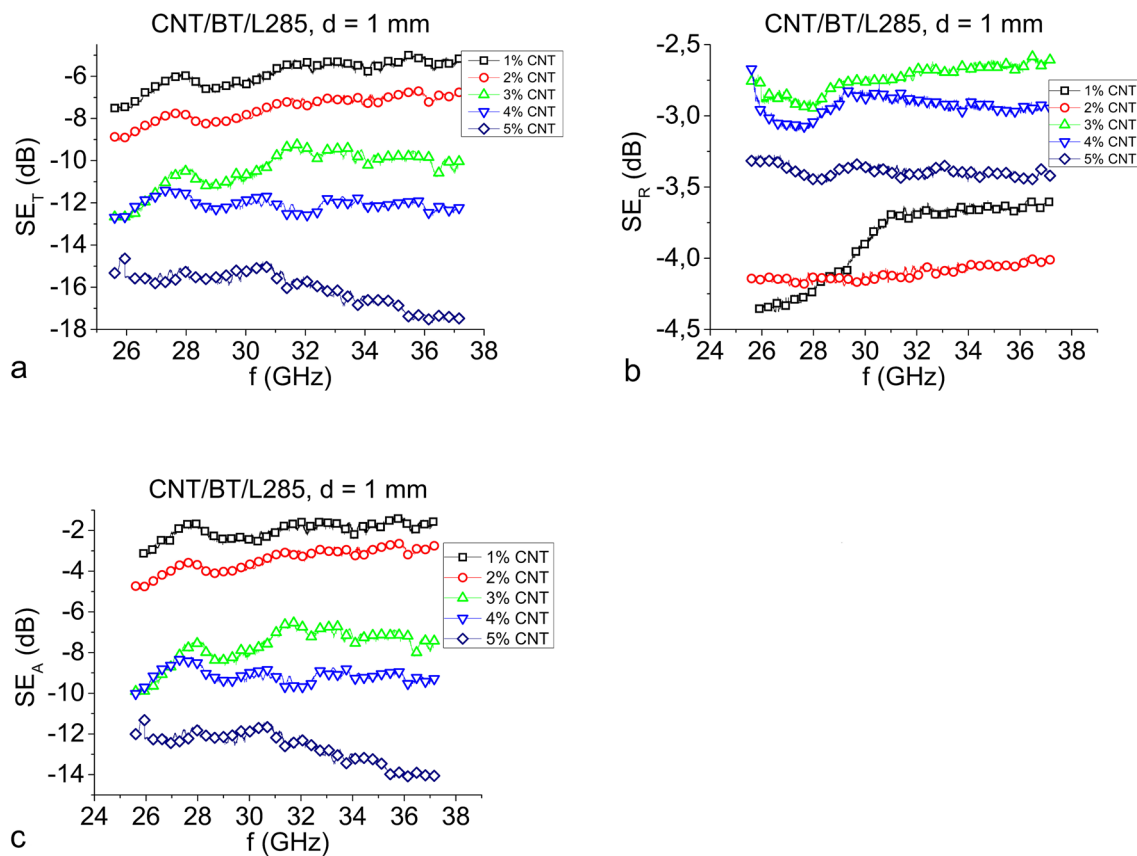 CNT/BT/L285, d = 1 mm
SE_T (dB)
-6
-8
-10
-12
-14
-16
-18
1% CNT
2% CNT
3% CNT
4% CNT
5% CNT
26 28 30 32 34 36 38
f (GHz)
a
CNT/BT/L285, d = 1 mm
SE_R (dB)
-2,5
-3,0
-3,5
-4,0
-4,5
1% CNT
2% CNT
3% CNT
4% CNT
5% CNT
24 26 28 30 32 34 36 38
f (GHz)
b
CNT/BT/L285, d = 1 mm
SE_A (dB)
-2
-4
-6
-8
-10
-12
-14
1% CNT
2% CNT
3% CNT
4% CNT
5% CNT
24 26 28 30 32 34 36 38
f (GHz)
c